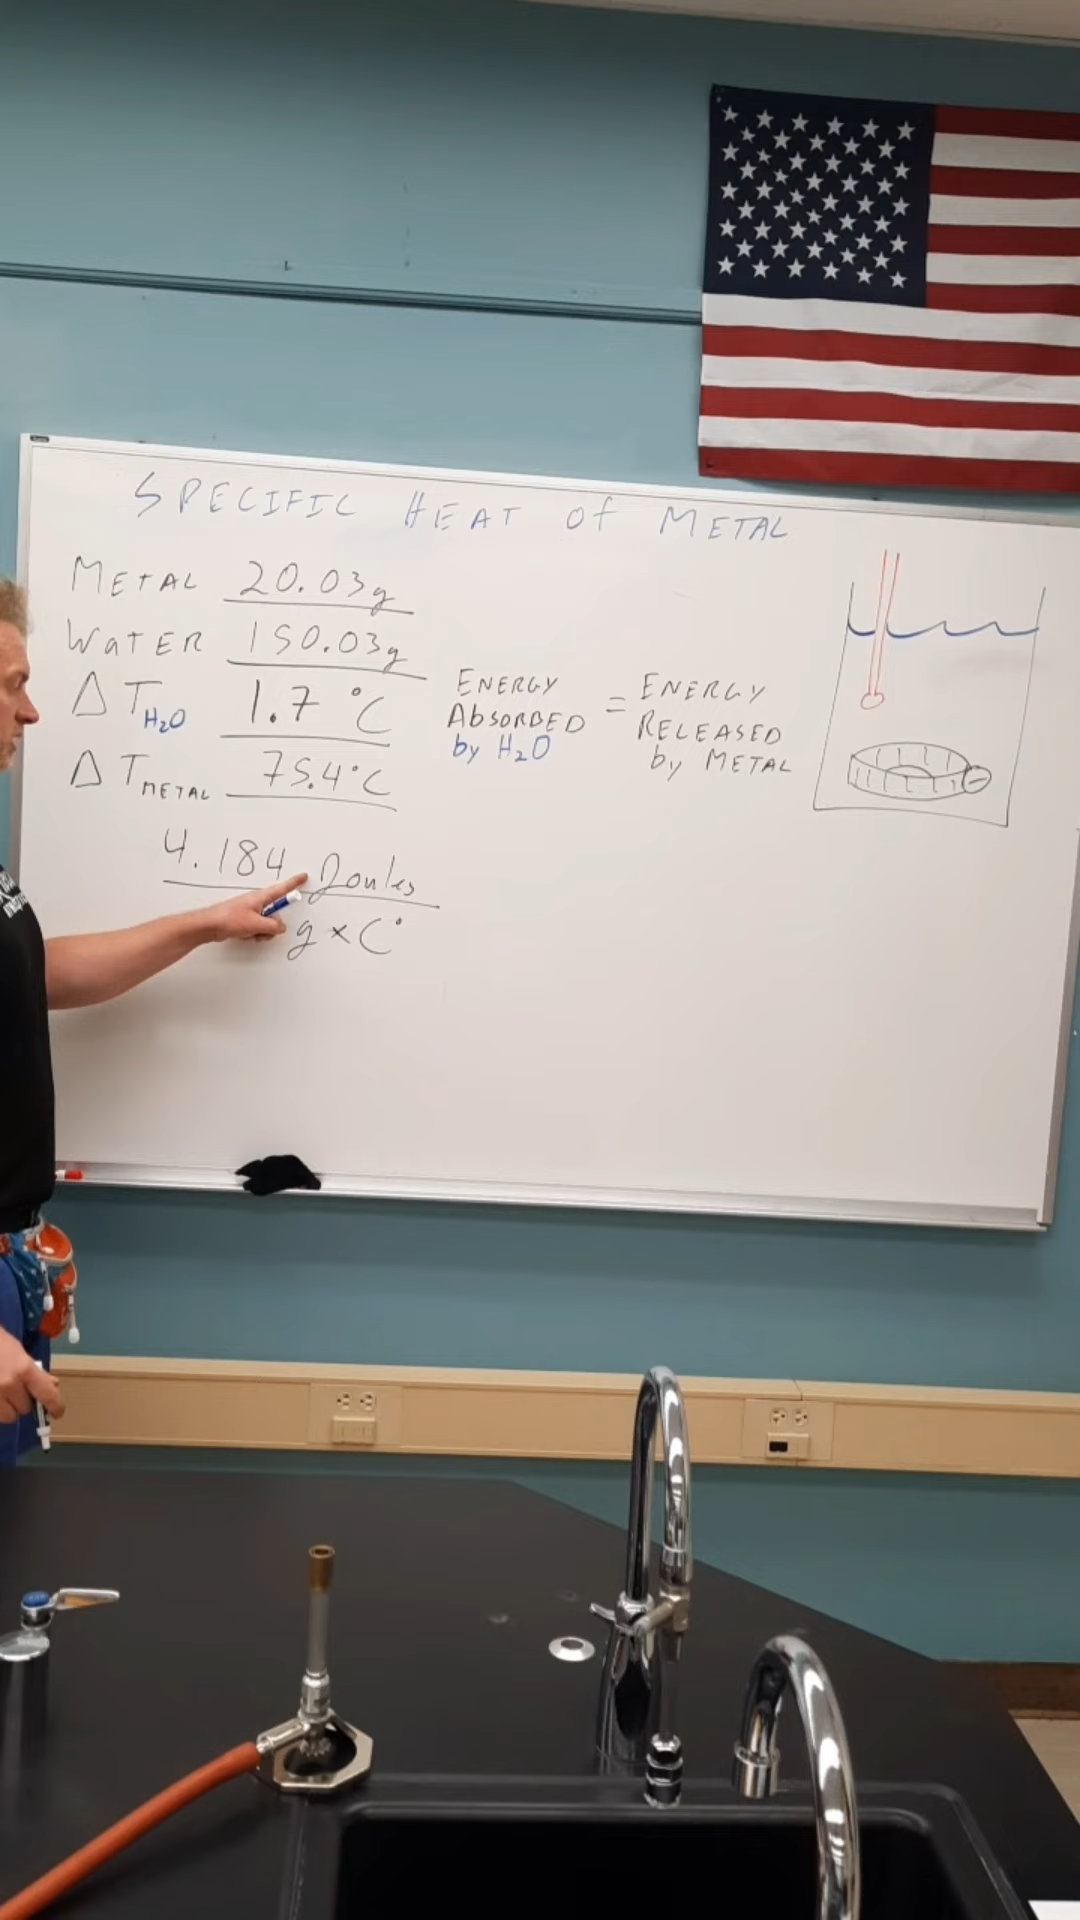 SPECIFIC HEAT Of METAL
METAL 20.03g
WaTER 150.03g
ΔT H₂O 1.7 °C
ΔT METAL 75.4°C
ENERGY AbSORBED by H₂O = ENERGY RELEASED by METAL
4.184 Joules
g × C°